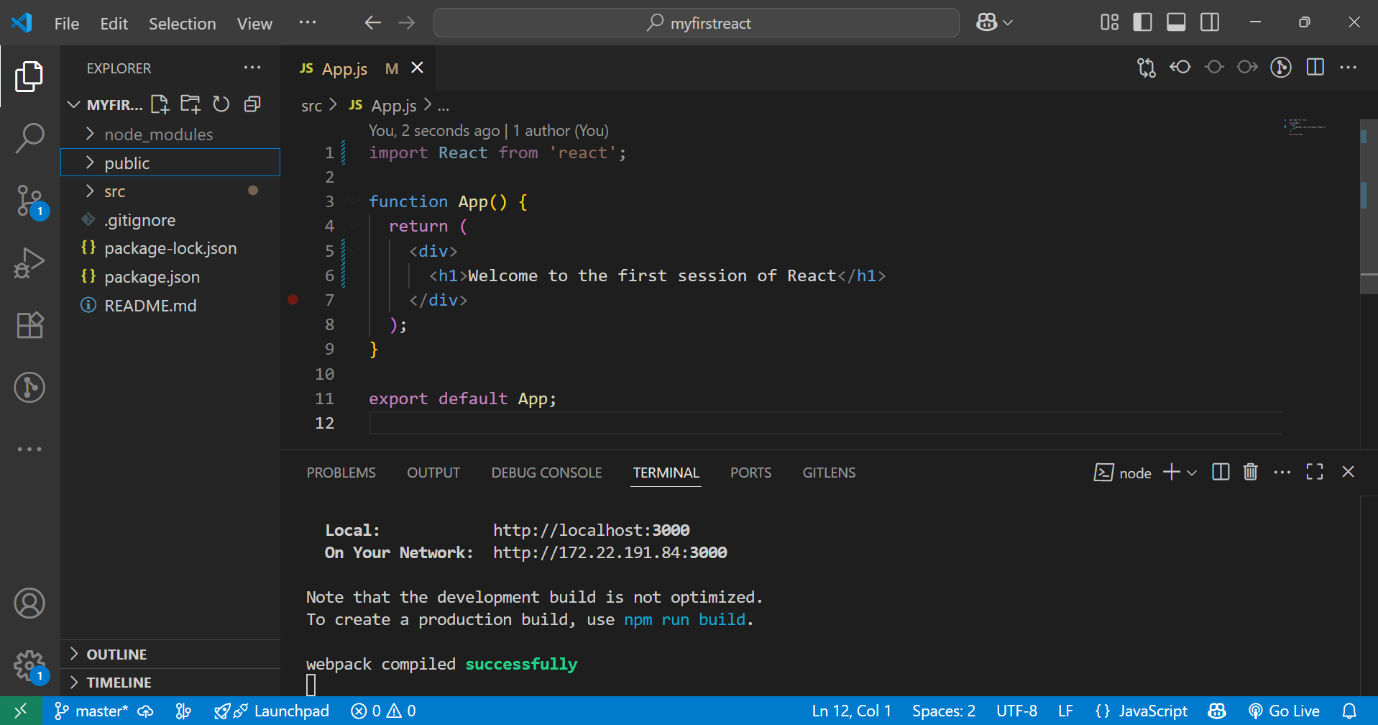 File Edit Selection View ··· myfirstreact
EXPLORER ···
MYFIR...
node_modules
public
src
.gitignore
{} package-lock.json
{} package.json
README.md
OUTLINE
TIMELINE
1
1
JS App.js M
src > JS App.js > ...
You, 2 seconds ago | 1 author (You)
1 import React from 'react';
2
3 function App() {
4 return (
5 <div>
6 <h1>Welcome to the first session of React</h1>
7 </div>
8 );
9 }
10
11 export default App;
12
PROBLEMS OUTPUT DEBUG CONSOLE TERMINAL PORTS GITLENS node
Local: http://localhost:3000
On Your Network: http://172.22.191.84:3000
Note that the development build is not optimized.
To create a production build, use npm run build.
webpack compiled successfully
master* Launchpad 0 0 Ln 12, Col 1 Spaces: 2 UTF-8 LF {} JavaScript Go Live